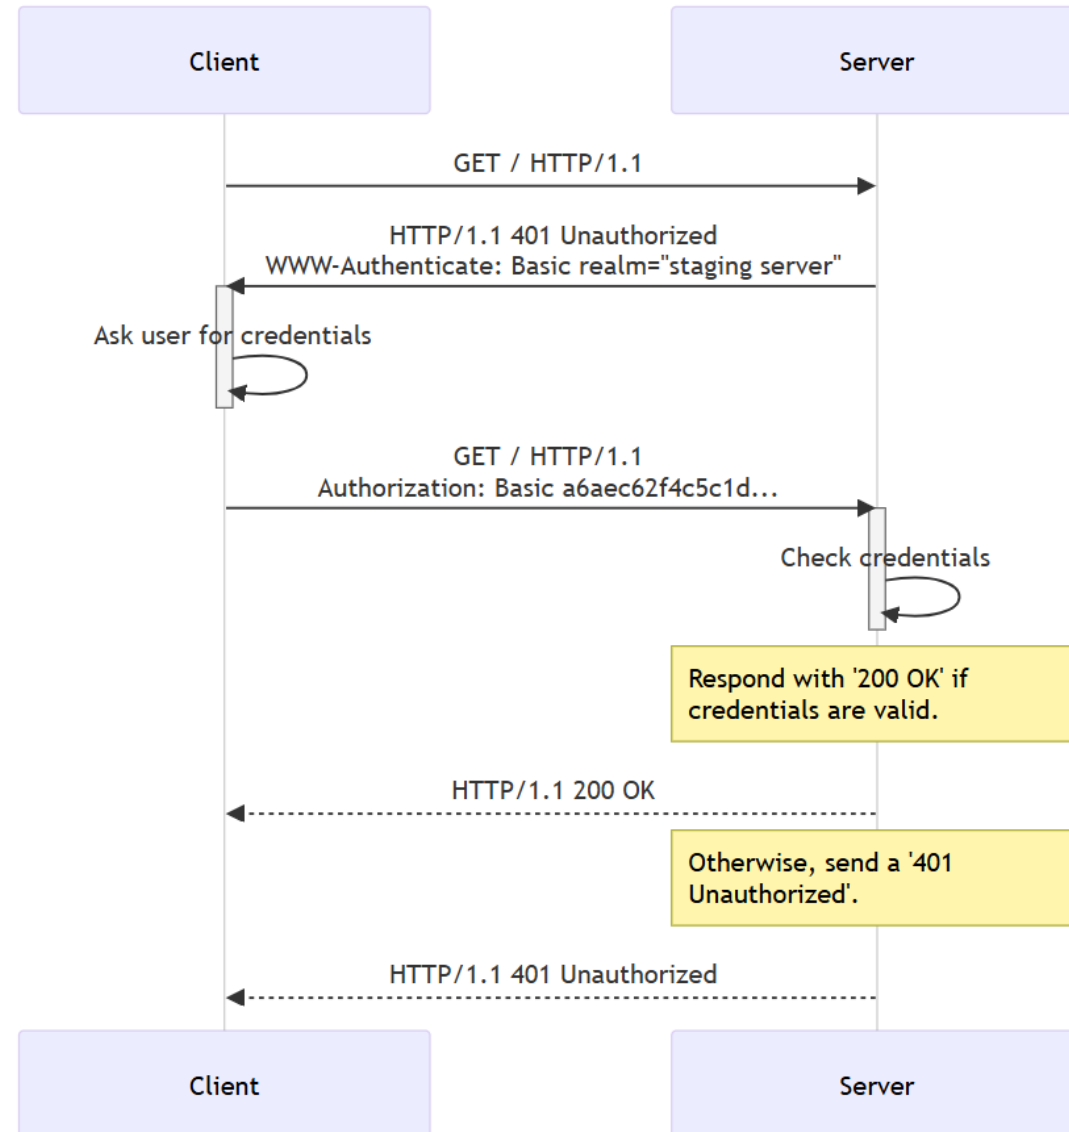 Client
Server
GET / HTTP/1.1
HTTP/1.1 401 Unauthorized
WWW-Authenticate: Basic realm="staging server"
Ask user for credentials
GET / HTTP/1.1
Authorization: Basic a6aec62f4c5c1d...
Check credentials
Respond with '200 OK' if
credentials are valid.
HTTP/1.1 200 OK
Otherwise, send a '401
Unauthorized'.
HTTP/1.1 401 Unauthorized
Client
Server